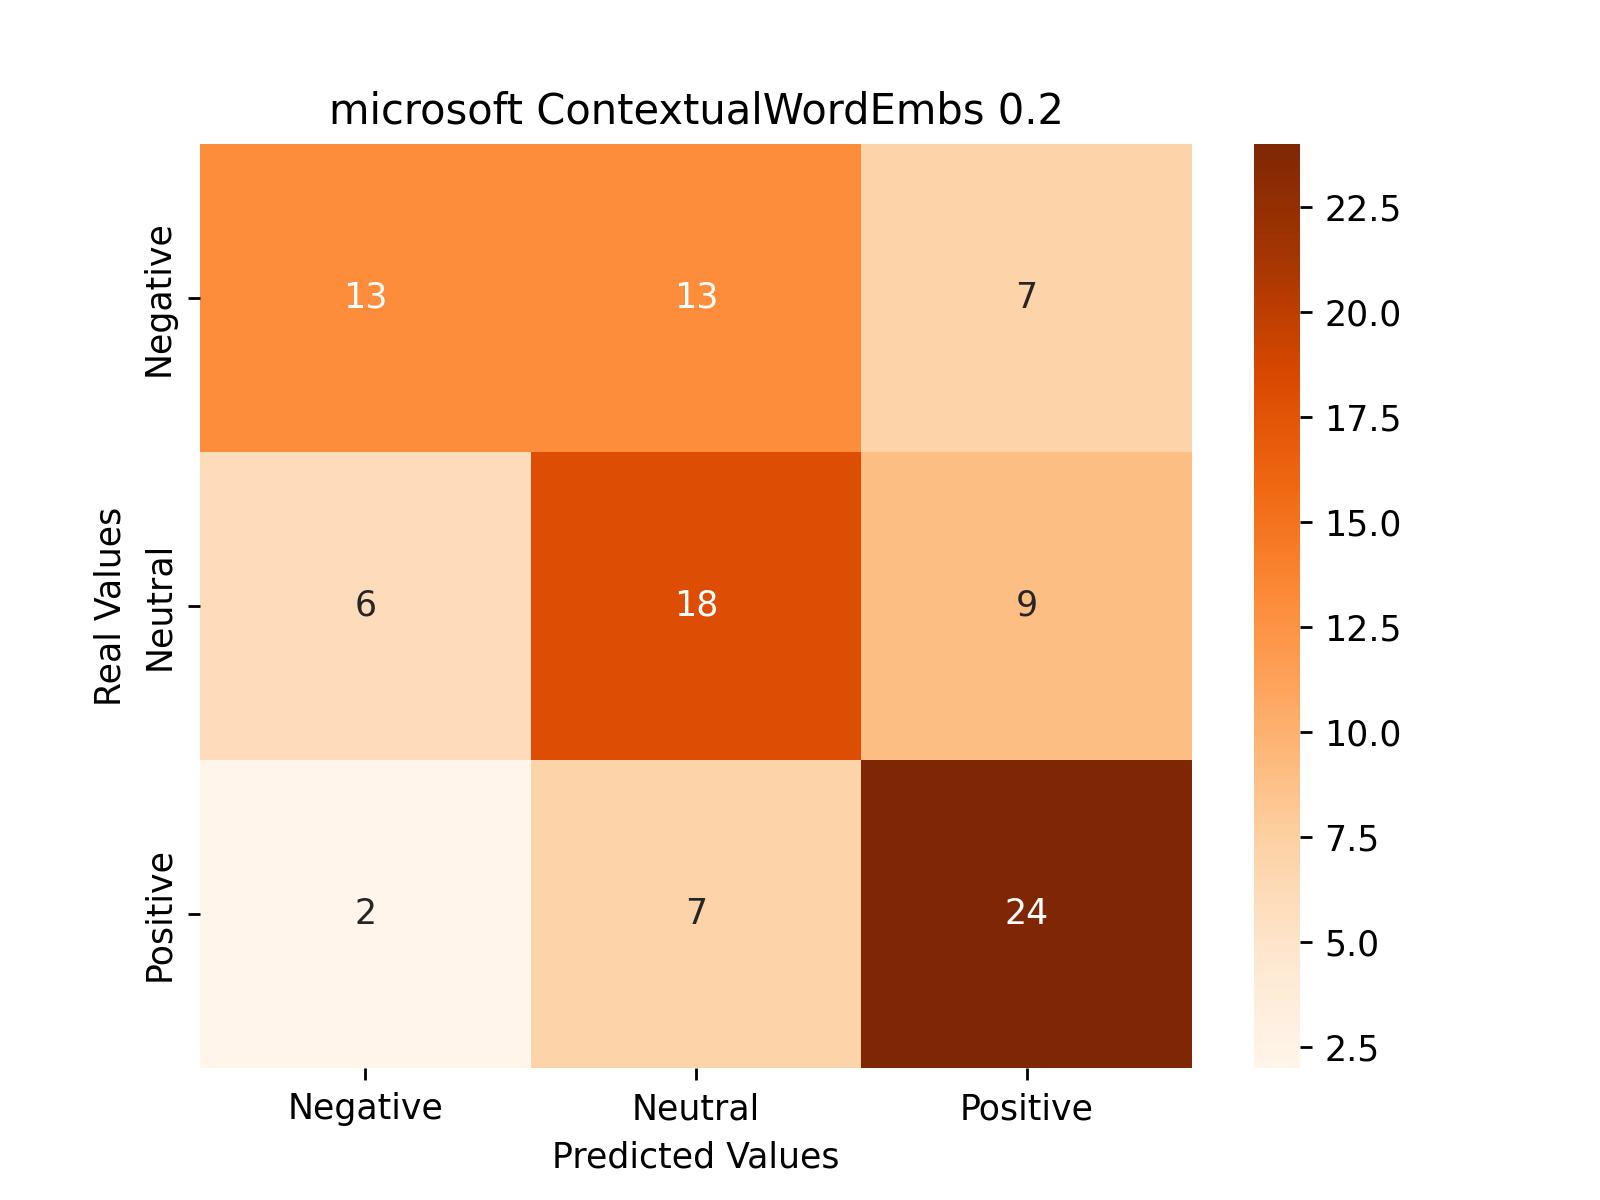 microsoft ContextualWordEmbs 0.2
Real Values
Negative
13 13 7
Neutral
6 18 9
Positive
2 7 24
Negative Neutral Positive
Predicted Values
22.5
20.0
17.5
15.0
12.5
10.0
7.5
5.0
2.5